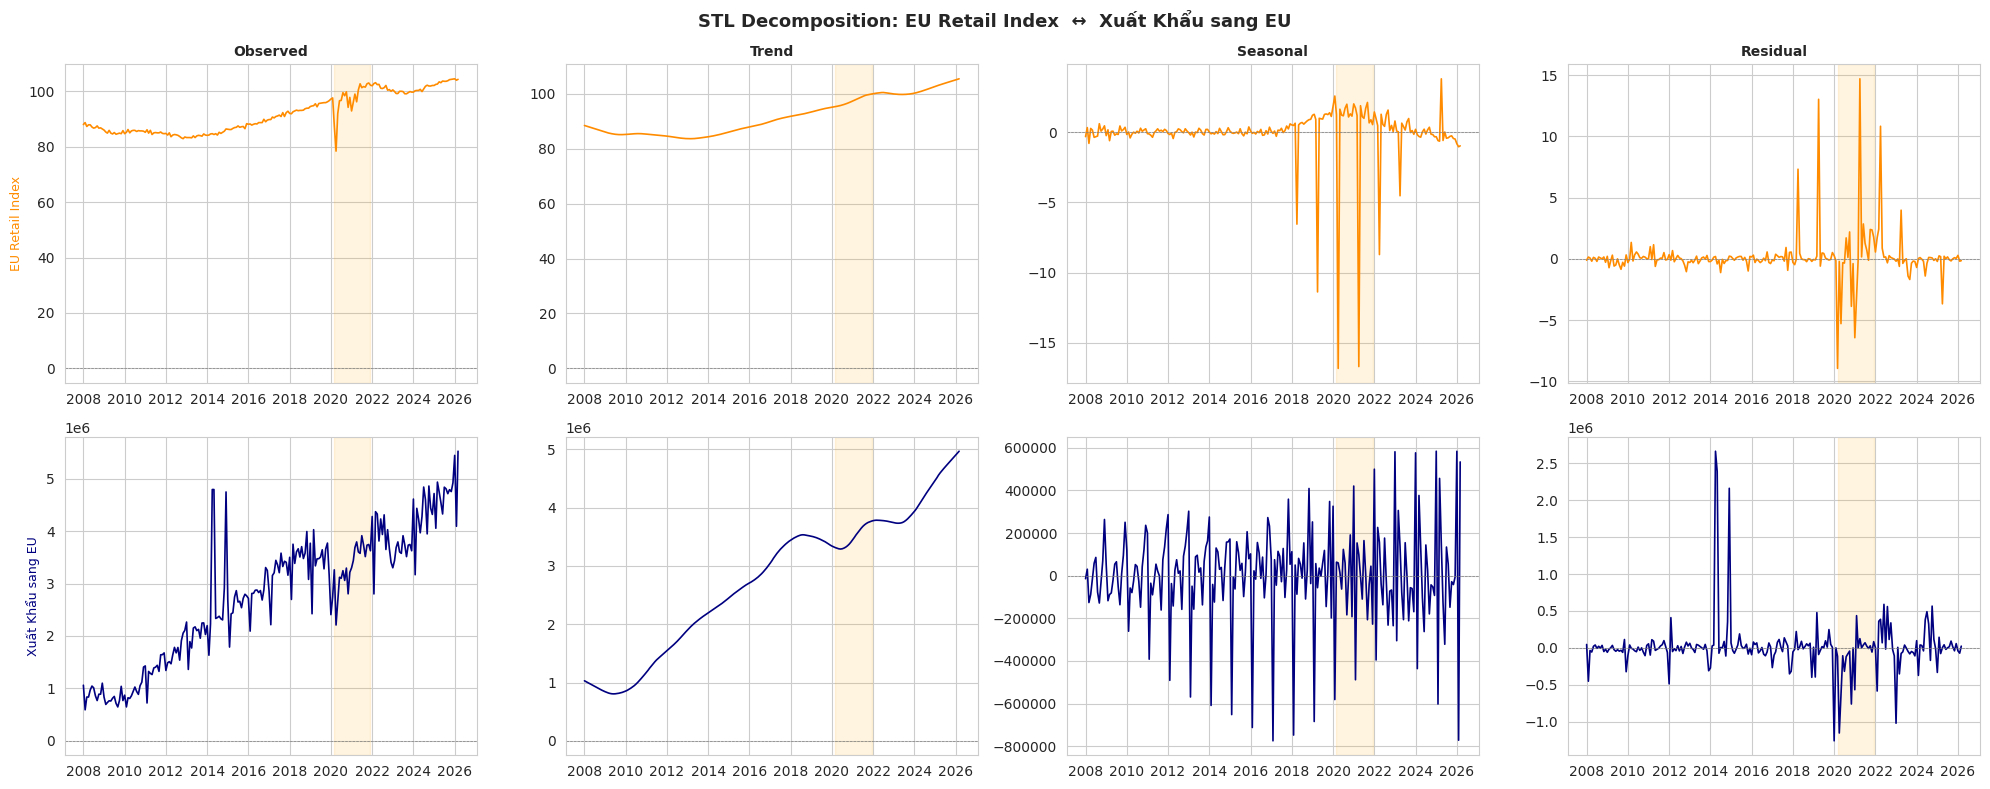 STL Decomposition: EU Retail Index ↔ Xuất Khẩu sang EU
Observed
Trend
Seasonal
Residual
EU Retail Index
100
80
60
40
20
0
2008 2010 2012 2014 2016 2018 2020 2022 2024 2026
100
80
60
40
20
0
2008 2010 2012 2014 2016 2018 2020 2022 2024 2026
0
−5
−10
−15
2008 2010 2012 2014 2016 2018 2020 2022 2024 2026
15
10
5
0
−5
−10
2008 2010 2012 2014 2016 2018 2020 2022 2024 2026
Xuất Khẩu sang EU
1e6
5
4
3
2
1
0
2008 2010 2012 2014 2016 2018 2020 2022 2024 2026
1e6
5
4
3
2
1
0
2008 2010 2012 2014 2016 2018 2020 2022 2024 2026
600000
400000
200000
0
−200000
−400000
−600000
−800000
2008 2010 2012 2014 2016 2018 2020 2022 2024 2026
1e6
2.5
2.0
1.5
1.0
0.5
0.0
−0.5
−1.0
2008 2010 2012 2014 2016 2018 2020 2022 2024 2026